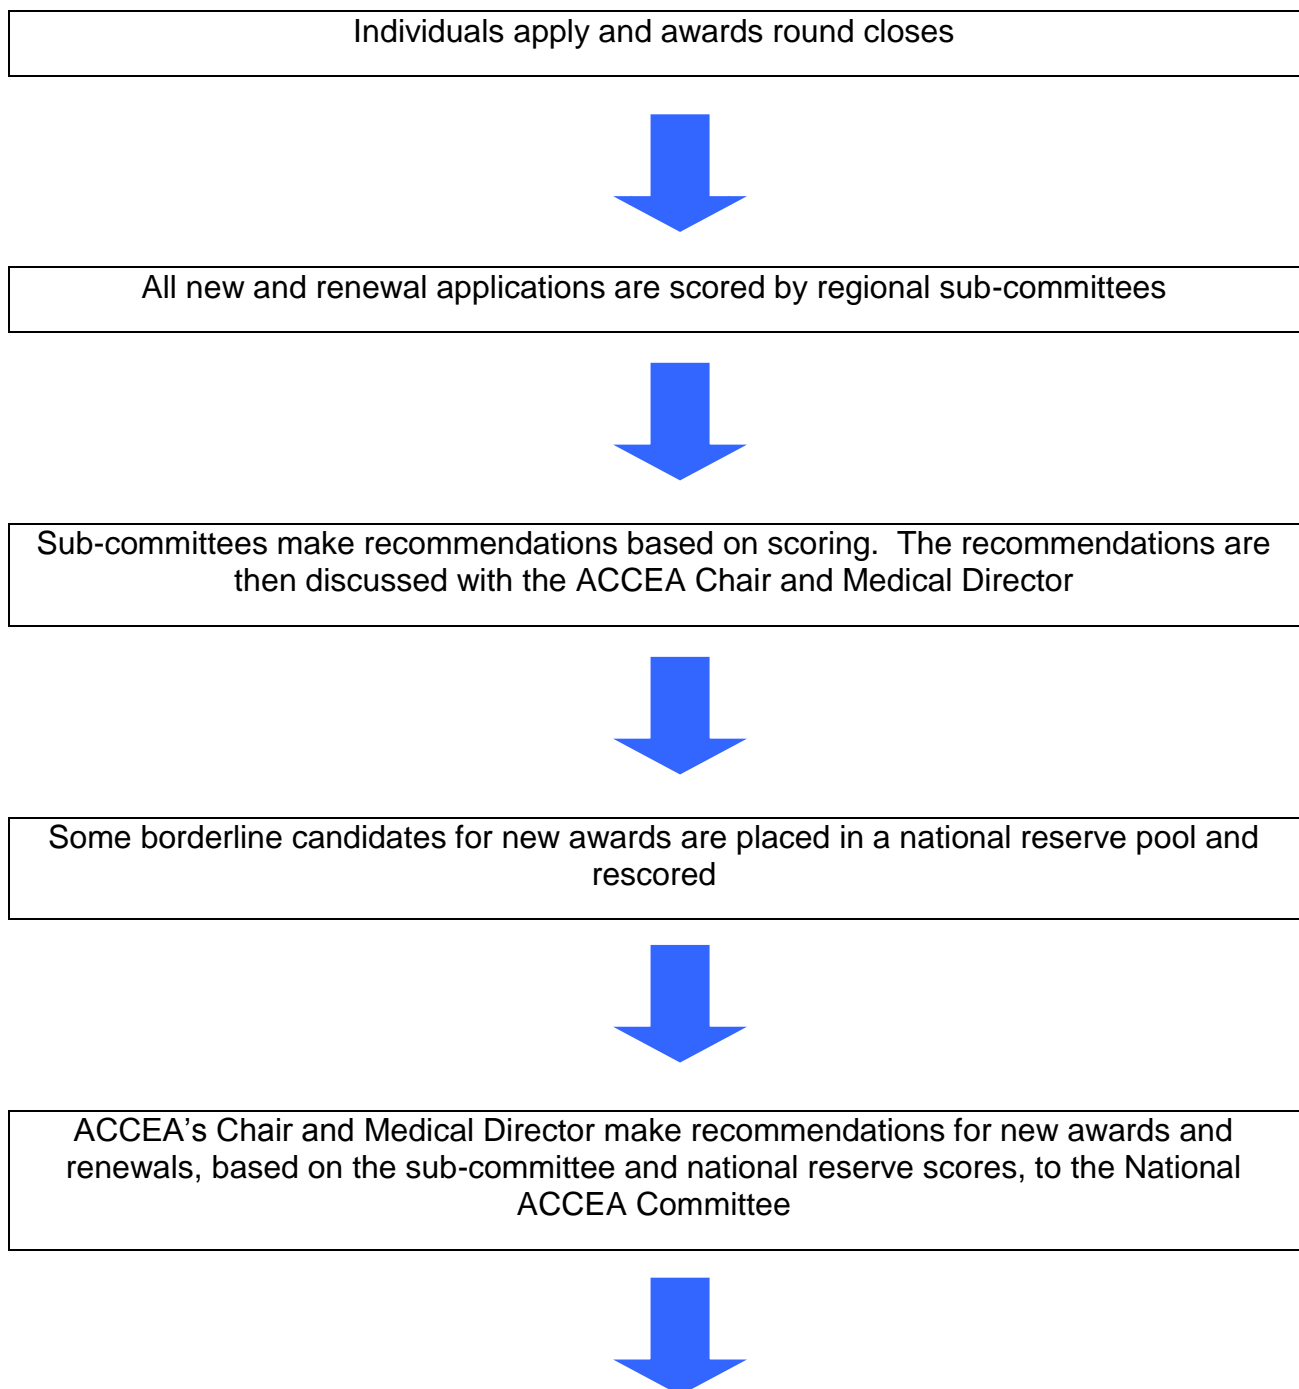 Individuals apply and awards round closes
All new and renewal applications are scored by regional sub-committees
Sub-committees make recommendations based on scoring.  The recommendations are
then discussed with the ACCEA Chair and Medical Director
Some borderline candidates for new awards are placed in a national reserve pool and
rescored
ACCEA’s Chair and Medical Director make recommendations for new awards and
renewals, based on the sub-committee and national reserve scores, to the National
ACCEA Committee